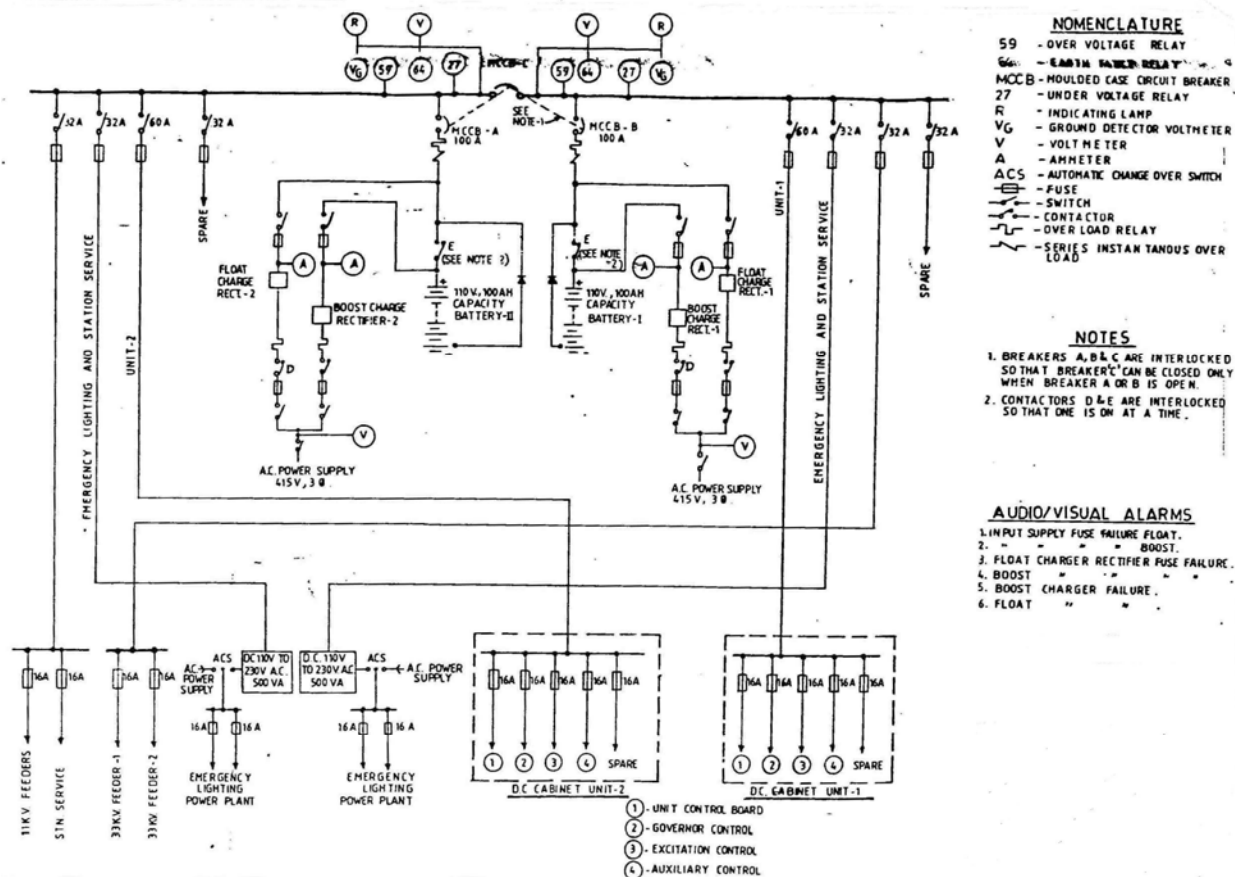 R
V
V
R
VG
59
64
27
MCCB-C
59
64
27
VG
32A
32A
60A
32A
MCCB-A
100A
SEE
NOTE-1
MCCB-B
100A
60A
32A
32A
32A
SPARE
UNIT-2
EMERGENCY LIGHTING AND STATION SERVICE
UNIT-1
EMERGENCY LIGHTING AND STATION SERVICE
SPARE
A
A
FLOAT
CHARGE
RECT.-2
BOOST CHARGE
RECTIFIER-2
D
E
(SEE NOTE 2)
+
110V, 100AH
CAPACITY
BATTERY-II
E
(SEE NOTE
-2)
+
110V., 100AH
CAPACITY
BATTERY-I
A
A
FLOAT
CHARGE
RECT.-1
BOOST
CHARGE
RECT.-1
D
V
A.C. POWER SUPPLY
415V, 3Ø.
V
A.C. POWER SUPPLY
415V, 3Ø
16A
16A
16A
16A
11KV. FEEDERS
STN. SERVICE
33KV. FEEDER-1
33KV. FEEDER-2
A.C.
POWER
SUPPLY
ACS
DC 110V TO
230V A.C.
500 VA
16A
16A
EMERGENCY
LIGHTING
POWER PLANT
D.C. 110V
TO 230V AC
500 VA
ACS
A.C. POWER
SUPPLY
16A
16A
EMERGENCY
LIGHTING
POWER PLANT
16A
16A
16A
16A
16A
1
2
3
4
SPARE
D.C CABINET UNIT-2
16A
16A
16A
16A
16A
1
2
3
4
SPARE
DC. CABINET UNIT-1
1 - UNIT CONTROL BOARD
2 - GOVERNOR CONTROL
3 - EXCITATION CONTROL
4 - AUXILIARY CONTROL
NOMENCLATURE
59 - OVER VOLTAGE RELAY
64 - EARTH FAULT RELAY
MCCB - MOULDED CASE CIRCUIT BREAKER
27 - UNDER VOLTAGE RELAY
R - INDICATING LAMP
VG - GROUND DETECTOR VOLTMETER
V - VOLT METER
A - AMMETER
ACS - AUTOMATIC CHANGE OVER SWITCH
- FUSE
- SWITCH
- CONTACTOR
- OVER LOAD RELAY
- SERIES INSTAN TANOUS OVER
LOAD
NOTES
1. BREAKERS A, B & C ARE INTERLOCKED
SO THAT BREAKER 'C' CAN BE CLOSED ONLY
WHEN BREAKER A OR B IS OPEN.
2. CONTACTORS D & E ARE INTERLOCKED
SO THAT ONE IS ON AT A TIME.
AUDIO/VISUAL ALARMS
1. INPUT SUPPLY FUSE FAILURE FLOAT.
2. " " " " BOOST.
3. FLOAT CHARGER RECTIFIER FUSE FAILURE.
4. BOOST " " " "
5. BOOST CHARGER FAILURE.
6. FLOAT " " .